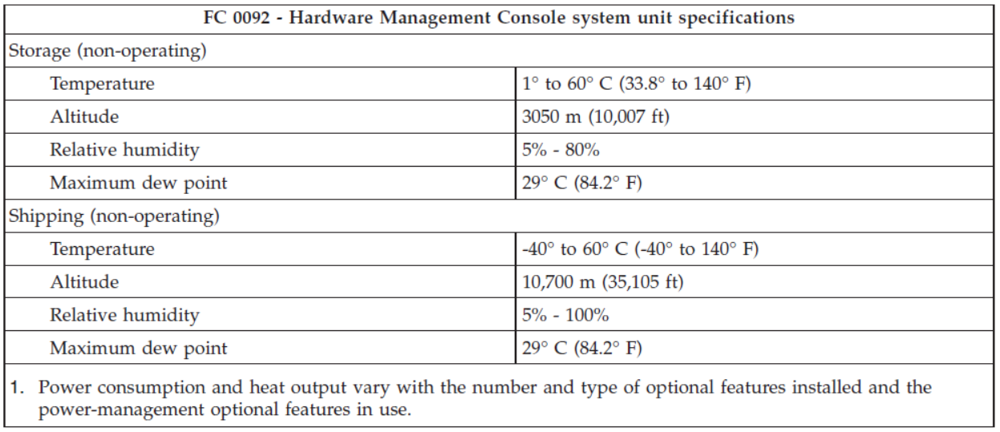 FC 0092 - Hardware Management Console system unit specifications
Storage (non-operating)
Temperature 1° to 60° C (33.8° to 140° F)
Altitude 3050 m (10,007 ft)
Relative humidity 5% - 80%
Maximum dew point 29° C (84.2° F)
Shipping (non-operating)
Temperature -40° to 60° C (-40° to 140° F)
Altitude 10,700 m (35,105 ft)
Relative humidity 5% - 100%
Maximum dew point 29° C (84.2° F)
1. Power consumption and heat output vary with the number and type of optional features installed and the
power-management optional features in use.